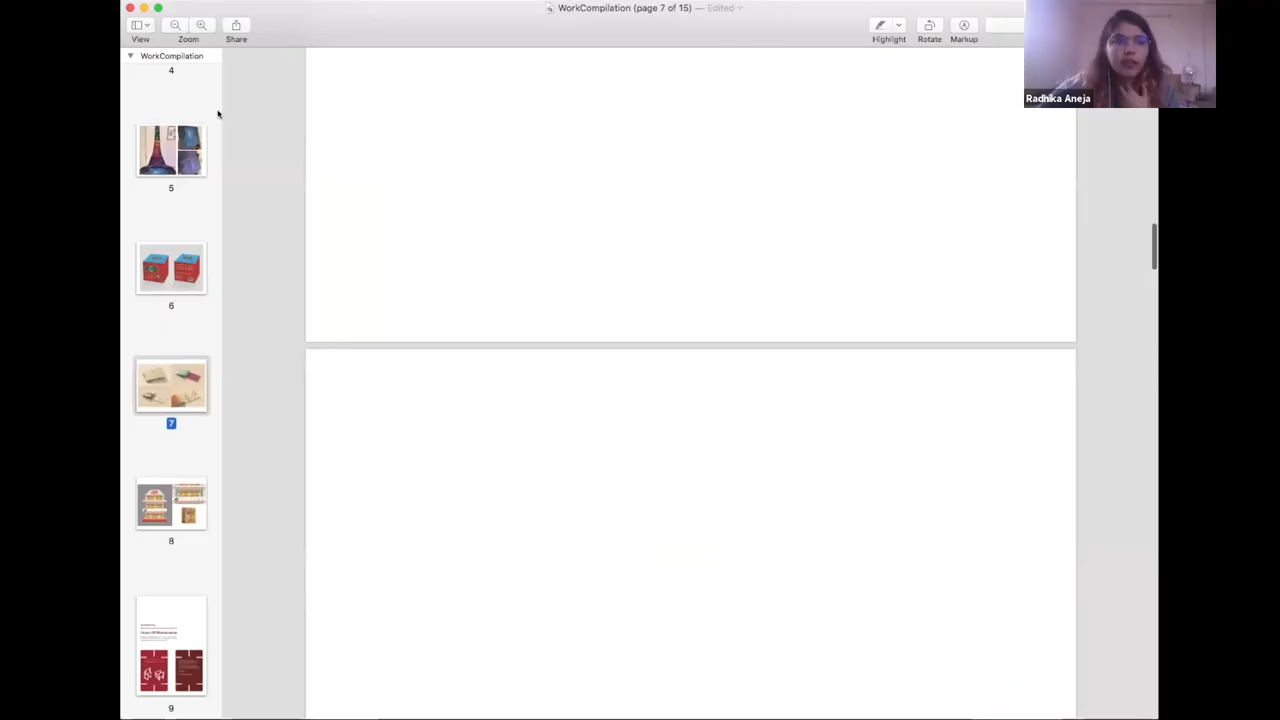 WorkCompilation (page 7 of 15) — Edited
View
Zoom
Share
Highlight
Rotate
Markup
WorkCompilation
4
5
6
7
8
9
Radhika Aneja